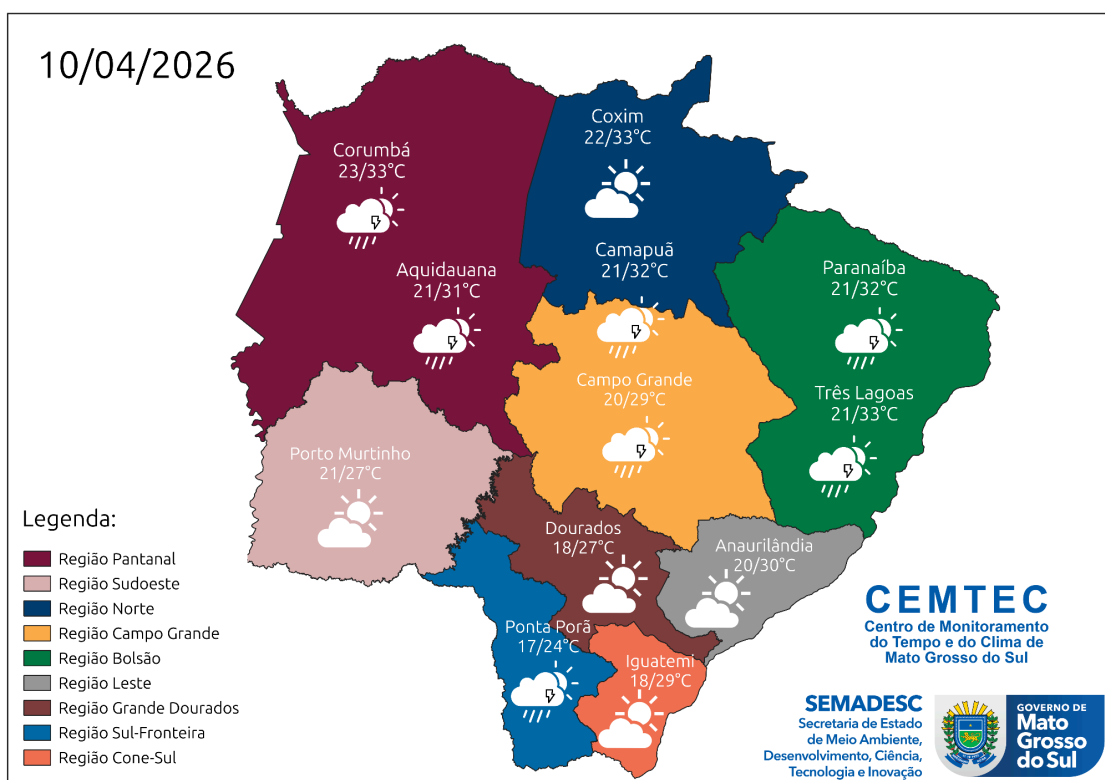 10/04/2026
Coxim
22/33°C
Corumbá
23/33°C
Camapuã
21/32°C
Aquidauana
21/31°C
Paranaíba
21/32°C
Campo Grande
20/29°C
Três Lagoas
21/33°C
Porto Murtinho
21/27°C
Dourados
18/27°C
Anaurilândia
20/30°C
Ponta Porã
17/24°C
Iguatemi
18/29°C
Legenda:
Região Pantanal
Região Sudoeste
Região Norte
Região Campo Grande
Região Bolsão
Região Leste
Região Grande Dourados
Região Sul-Fronteira
Região Cone-Sul
CEMTEC
Centro de Monitoramento
do Tempo e do Clima de
Mato Grosso do Sul
SEMADESC
Secretaria de Estado
de Meio Ambiente,
Desenvolvimento, Ciência,
Tecnologia e Inovação
GOVERNO DE
Mato
Grosso
do Sul